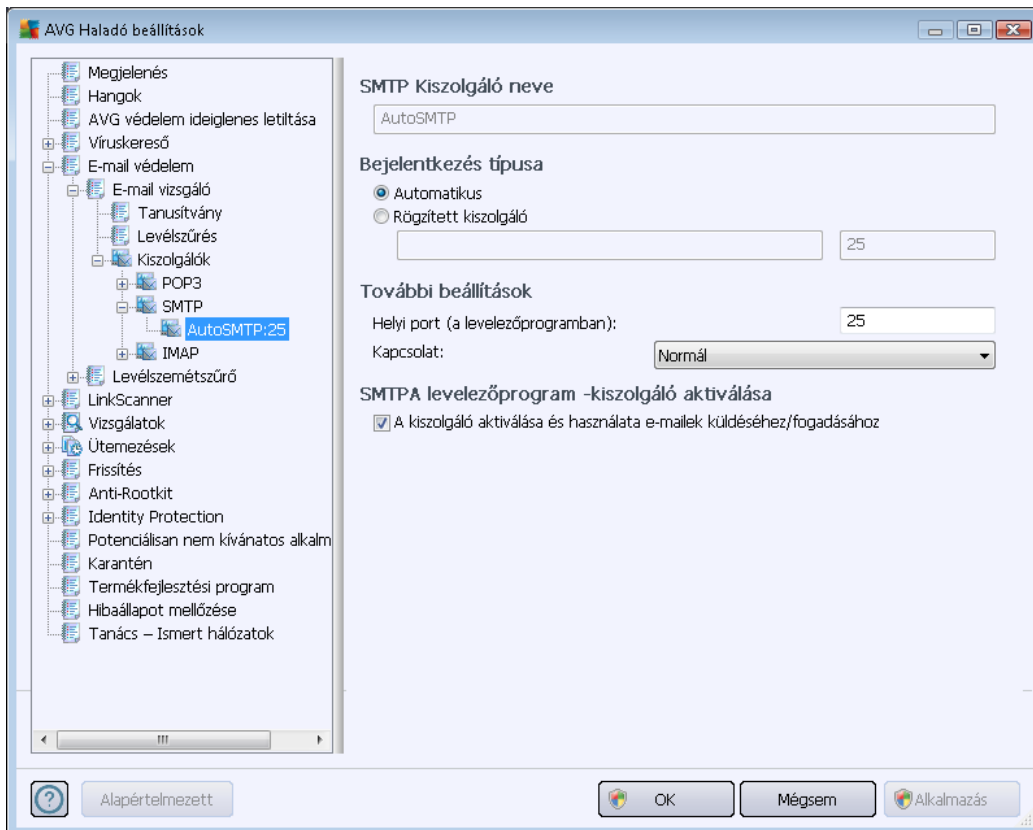 AVG Haladó beállítások
Megjelenés
Hangok
AVG védelem ideiglenes letiltása
Víruskereső
E-mail védelem
E-mail vizsgáló
Tanusítvány
Levélszűrés
Kiszolgálók
POP3
SMTP
AutoSMTP:25
IMAP
Levélszemétszűrő
LinkScanner
Vizsgálatok
Ütemezések
Frissítés
Anti-Rootkit
Identity Protection
Potenciálisan nem kívánatos alkalm
Karantén
Termékfejlesztési program
Hibaállapot mellőzése
Tanács – Ismert hálózatok
SMTP Kiszolgáló neve
AutoSMTP
Bejelentkezés típusa
Automatikus
Rögzített kiszolgáló
25
További beállítások
Helyi port (a levelezőprogramban): 25
Kapcsolat: Normál
SMTPA levelezőprogram -kiszolgáló aktiválása
A kiszolgáló aktiválása és használata e-mailek küldéséhez/fogadásához
Alapértelmezett OK Mégsem Alkalmazás